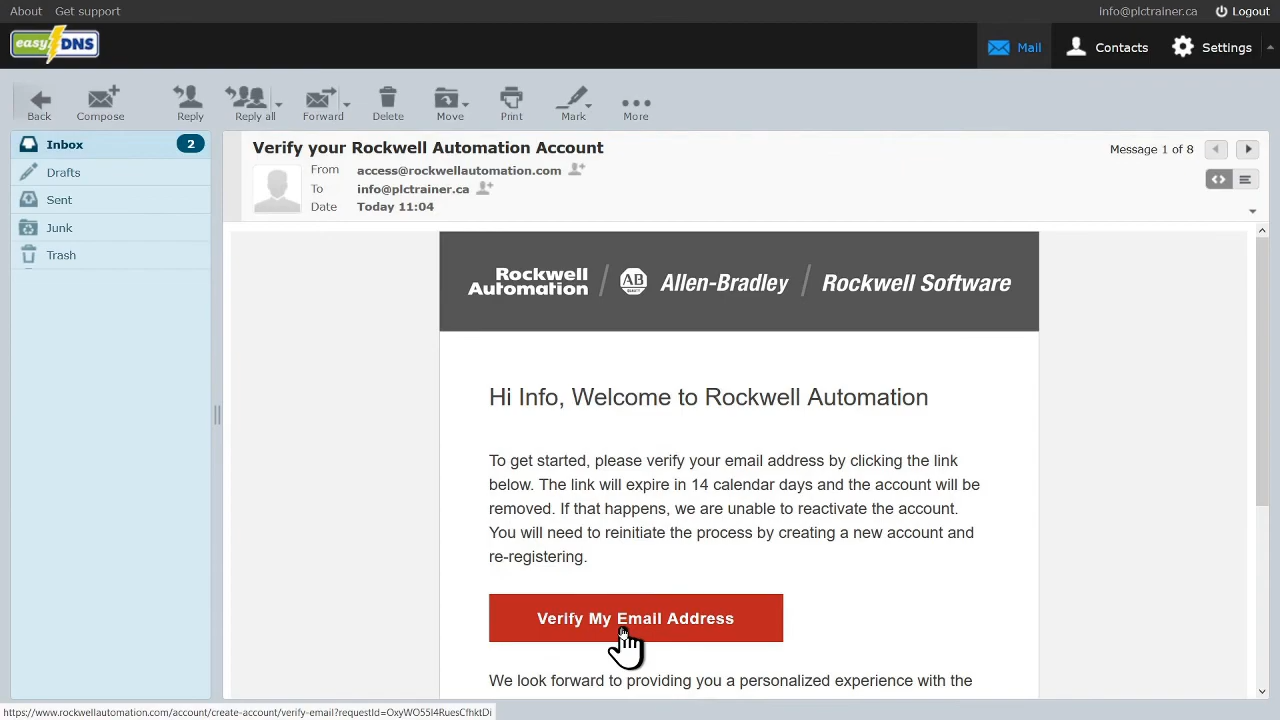 About Get support
info@plctrainer.ca Logout
easyDNS
Mail Contacts Settings
Back Compose Reply Reply all Forward Delete Move Print Mark More
Inbox 2
Drafts
Sent
Junk
Trash
Verify your Rockwell Automation Account
Message 1 of 8
From access@rockwellautomation.com
To info@plctrainer.ca
Date Today 11:04
Rockwell Automation AB Allen-Bradley Rockwell Software
Hi Info, Welcome to Rockwell Automation
To get started, please verify your email address by clicking the link
below. The link will expire in 14 calendar days and the account will be
removed. If that happens, we are unable to reactivate the account.
You will need to reinitiate the process by creating a new account and
re-registering.
Verify My Email Address
We look forward to providing you a personalized experience with the
https://www.rockwellautomation.com/account/create-account/verify-email?requestId=OxyWO55I4RuesCfhktDi